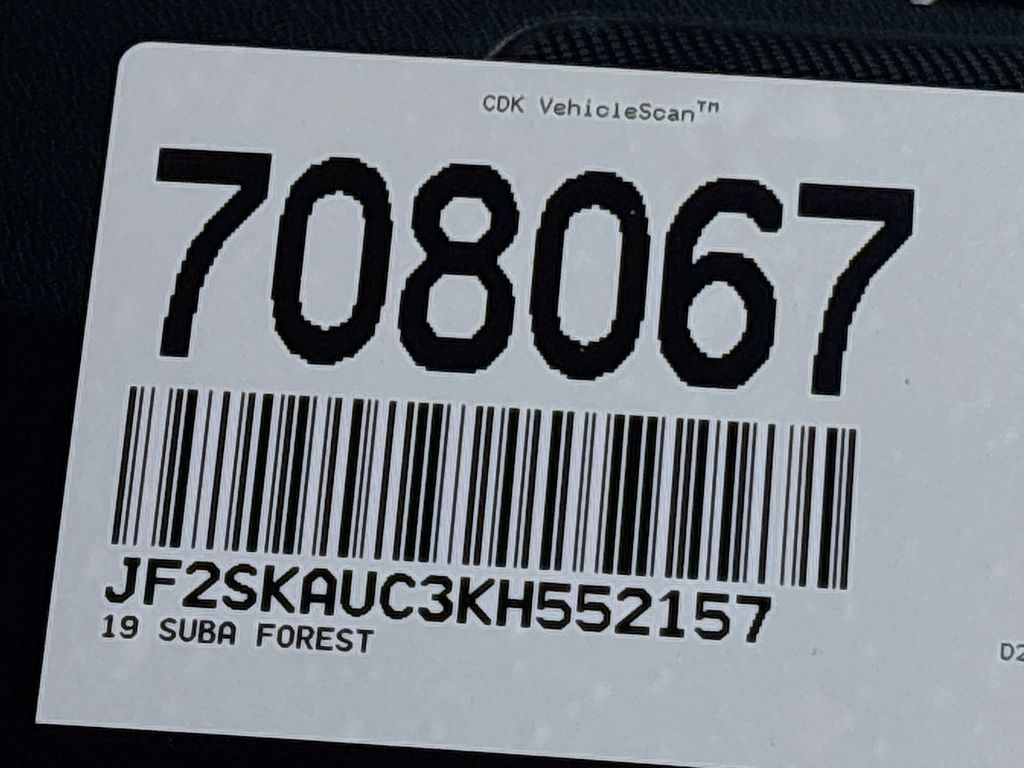 CDK VehicleScan™
708067
JF2SKAUC3KH552157
19 SUBA FOREST
D2